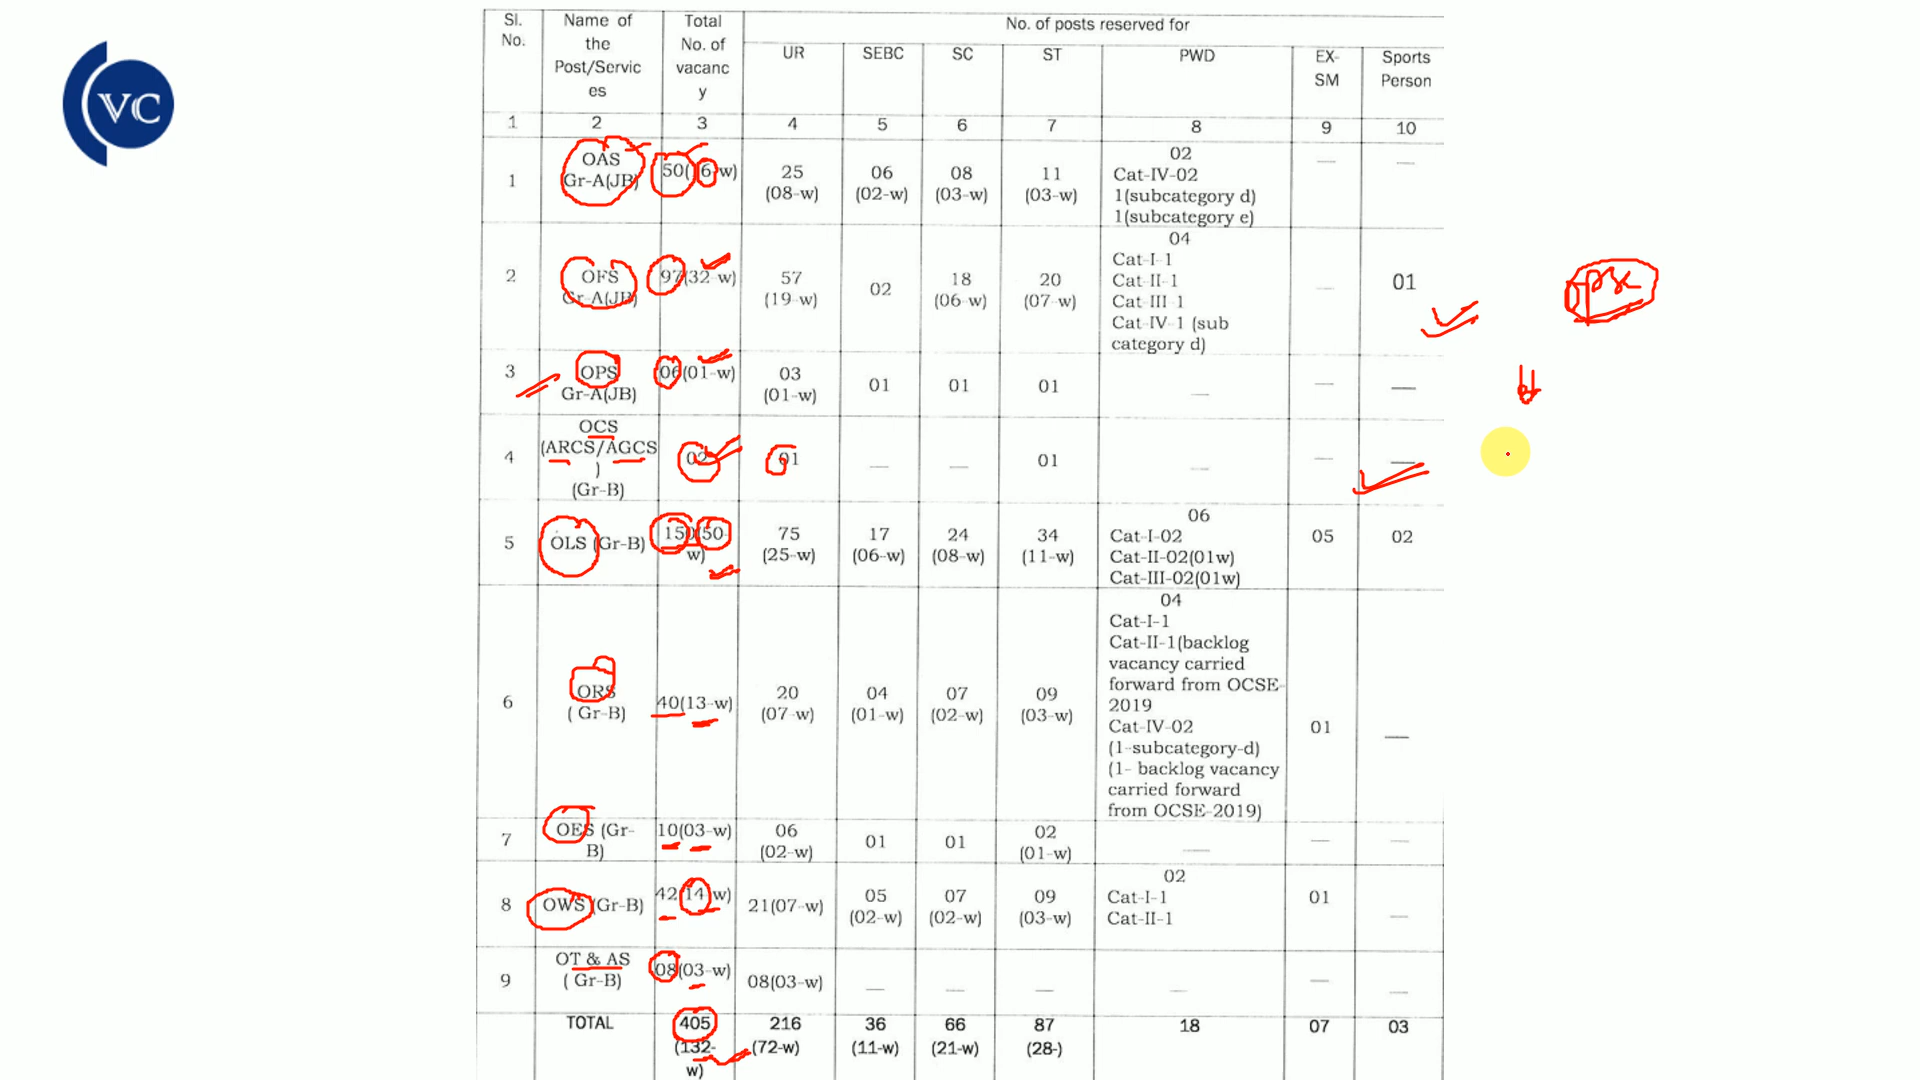 VC
Sl. No. | Name of the Post/Servic es | Total No. of vacanc y | No. of posts reserved for
UR | SEBC | SC | ST | PWD | EX-SM | Sports Person
1 | 2 | 3 | 4 | 5 | 6 | 7 | 8 | 9 | 10
1 | OAS Gr-A(JB) | 50( 6-w) | 25 (08-w) | 06 (02-w) | 08 (03-w) | 11 (03-w) | 02 Cat-IV-02 1(subcategory d) 1(subcategory e) | — | —
2 | OFS Gr-A(JB) | 97(32-w) | 57 (19-w) | 02 | 18 (06-w) | 20 (07-w) | 04 Cat-I-1 Cat-II-1 Cat-III-1 Cat-IV-1 (sub category d) | — | 01
3 | OPS Gr-A(JB) | 06(01-w) | 03 (01-w) | 01 | 01 | 01 | — | — | —
4 | OCS (ARCS/AGCS ) (Gr-B) | 02 | 01 | — | — | 01 | — | — | —
5 | OLS (Gr-B) | 150(50-w) | 75 (25-w) | 17 (06-w) | 24 (08-w) | 34 (11-w) | 06 Cat-I-02 Cat-II-02(01w) Cat-III-02(01w) | 05 | 02
6 | ORS ( Gr-B) | 40(13-w) | 20 (07-w) | 04 (01-w) | 07 (02-w) | 09 (03-w) | 04 Cat-I-1 Cat-II-1(backlog vacancy carried forward from OCSE-2019 Cat-IV-02 (1-subcategory-d) (1- backlog vacancy carried forward from OCSE-2019) | 01 | —
7 | OES (Gr-B) | 10(03-w) | 06 (02-w) | 01 | 01 | 02 (01-w) | — | — | —
8 | OWS (Gr-B) | 42(14-w) | 21(07-w) | 05 (02-w) | 07 (02-w) | 09 (03-w) | 02 Cat-I-1 Cat-II-1 | 01 | —
9 | OT & AS ( Gr-B) | 08(03-w) | 08(03-w) | — | — | — | — | — | —
TOTAL | 405 (132-w) | 216 (72-w) | 36 (11-w) | 66 (21-w) | 87 (28-) | 18 | 07 | 03